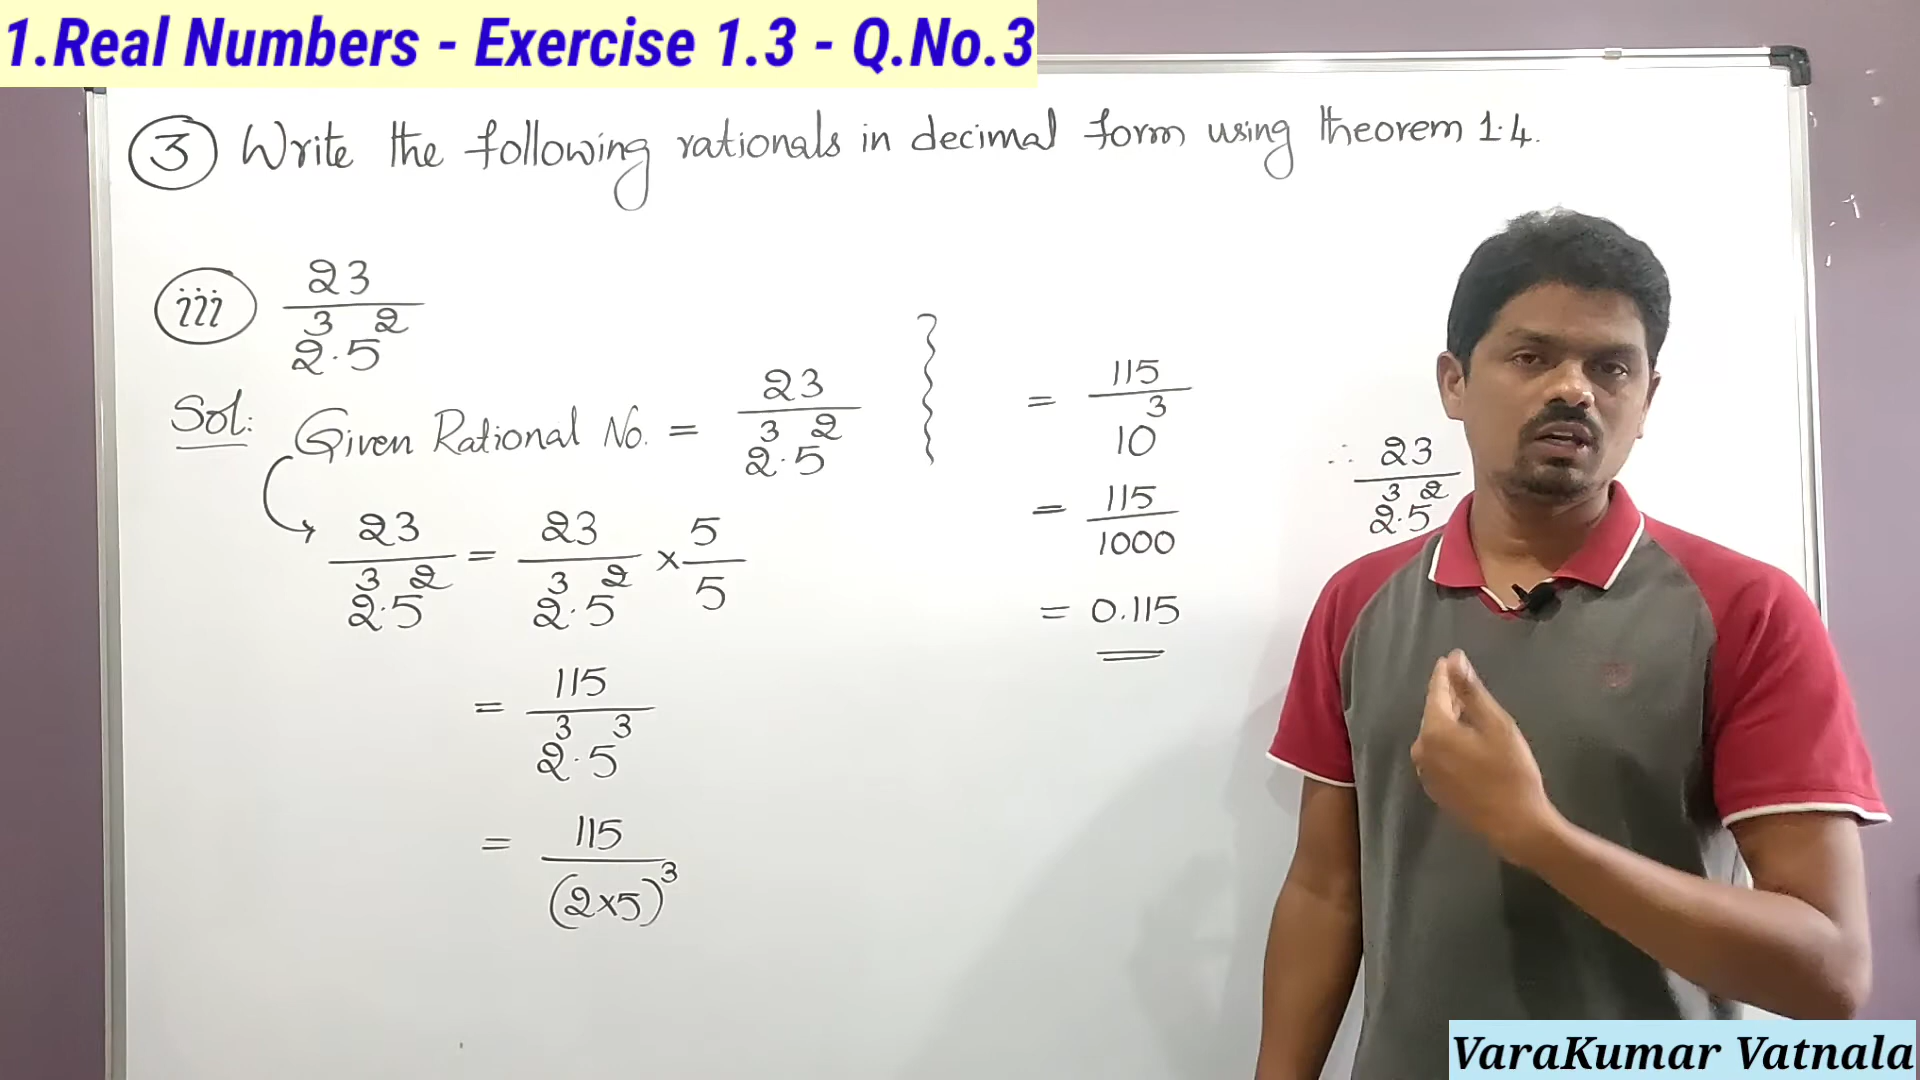 1.Real Numbers - Exercise 1.3 - Q.No.3
3 Write the following rationals in decimal form using theorem 1.4.
iii 23/2³·5²
Sol: Given Rational No. = 23/2³·5²
23/2³·5² = 23/2³·5² × 5/5
= 115/2³·5³
= 115/(2×5)³
= 115/10³
= 115/1000
= 0.115
∴ 23/2³·5²
VaraKumar Vatnala